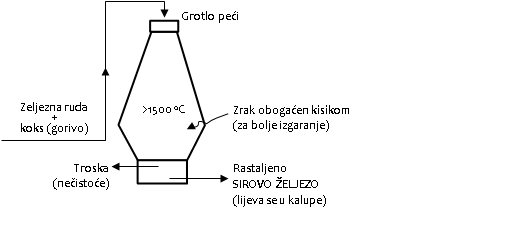 Grotlo peći
>1500 ºC
Zeljezna ruda
+
koks (gorivo)
Zrak obogaćen kisikom
(za bolje izgaranje)
Troska
(nečistoće)
Rastaljeno
SIROVO ŽELJEZO
(lijeva se u kalupe)